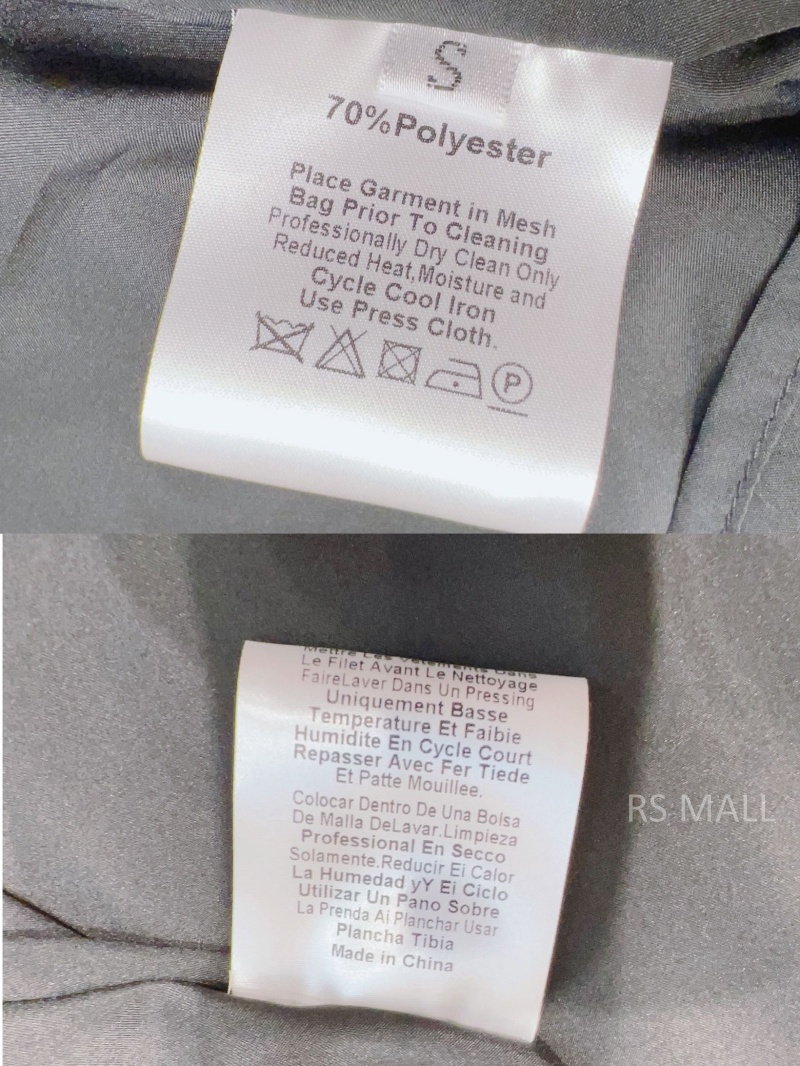 S
70%Polyester
Place Garment in Mesh
Bag Prior To Cleaning
Professionally Dry Clean Only
Reduced Heat,Moisture and
Cycle Cool Iron
Use Press Cloth.
P
Mettre Les Vetements Dans
Le Filet Avant Le Nettoyage
FaireLaver Dans Un Pressing
Uniquement Basse
Temperature Et Faibie
Humidite En Cycle Court
Repasser Avec Fer Tiede
Et Patte Mouillee.
Colocar Dentro De Una Bolsa
De Malla DeLavar.Limpieza
Professional En Secco
Solamente.Reducir Ei Calor
La Humedad yY Ei Ciclo
Utilizar Un Pano Sobre
La Prenda Ai Planchar Usar
Plancha Tibia
Made in China
RS MALL